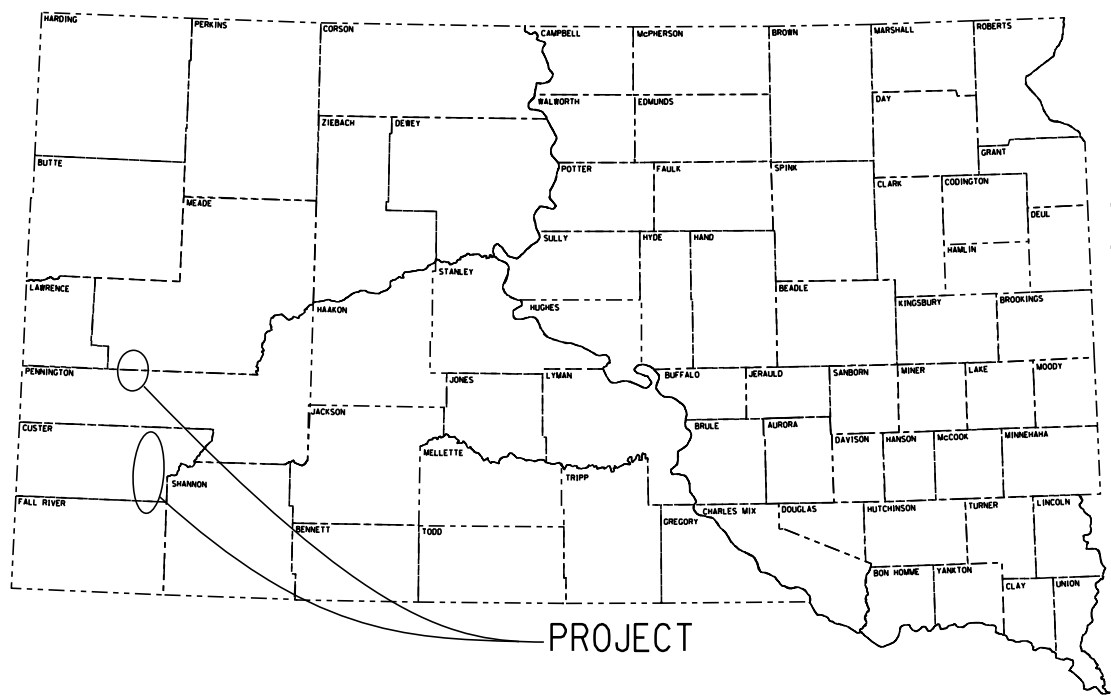 HARDING
PERKINS
CORSON
CAMPBELL
McPHERSON
BROWN
MARSHALL
ROBERTS
WALWORTH
EDMUNDS
DAY
ZIEBACH
DEWEY
GRANT
BUTTE
POTTER
FAULK
SPINK
CLARK
CODINGTON
MEADE
DEUL
SULLY
HYDE
HAND
HAMLIN
STANLEY
LAWRENCE
BEADLE
HAAKON
HUGHES
KINGSBURY
BROOKINGS
PENNINGTON
JONES
LYMAN
BUFFALO
JERAULD
SANBORN
MINER
LAKE
MOODY
JACKSON
CUSTER
BRULE
AURORA
DAVISON
HANSON
McCOOK
MINNEHAHA
MELLETTE
TRIPP
SHANNON
FALL RIVER
GREGORY
CHARLES MIX
DOUGLAS
HUTCHINSON
TURNER
LINCOLN
BENNETT
TODD
BON HOMME
YANKTON
CLAY
UNION
PROJECT